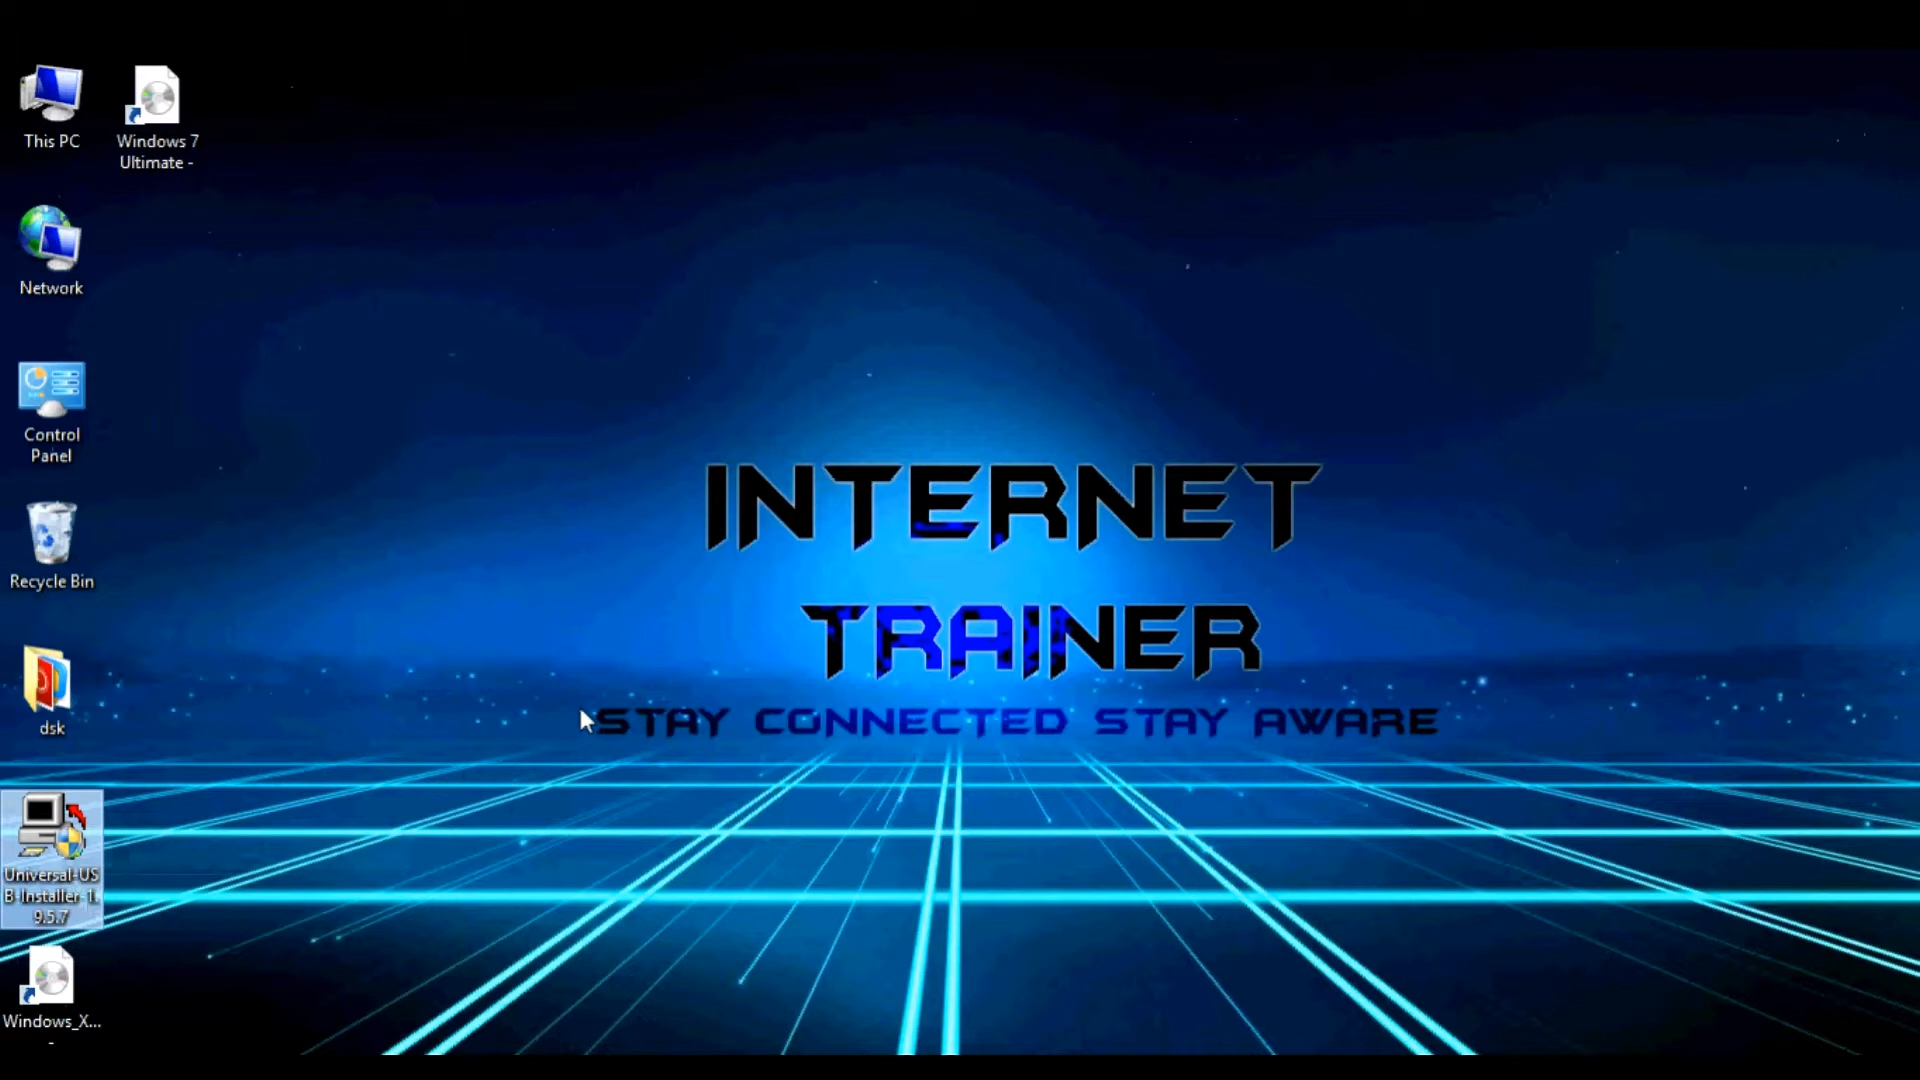 This PC
Windows 7
Ultimate -
Network
Control
Panel
Recycle Bin
dsk
Universal-US
B-Installer-1.
9.5.7
Windows_X...
-
INTERNET
TRAINER
STAY CONNECTED STAY AWARE